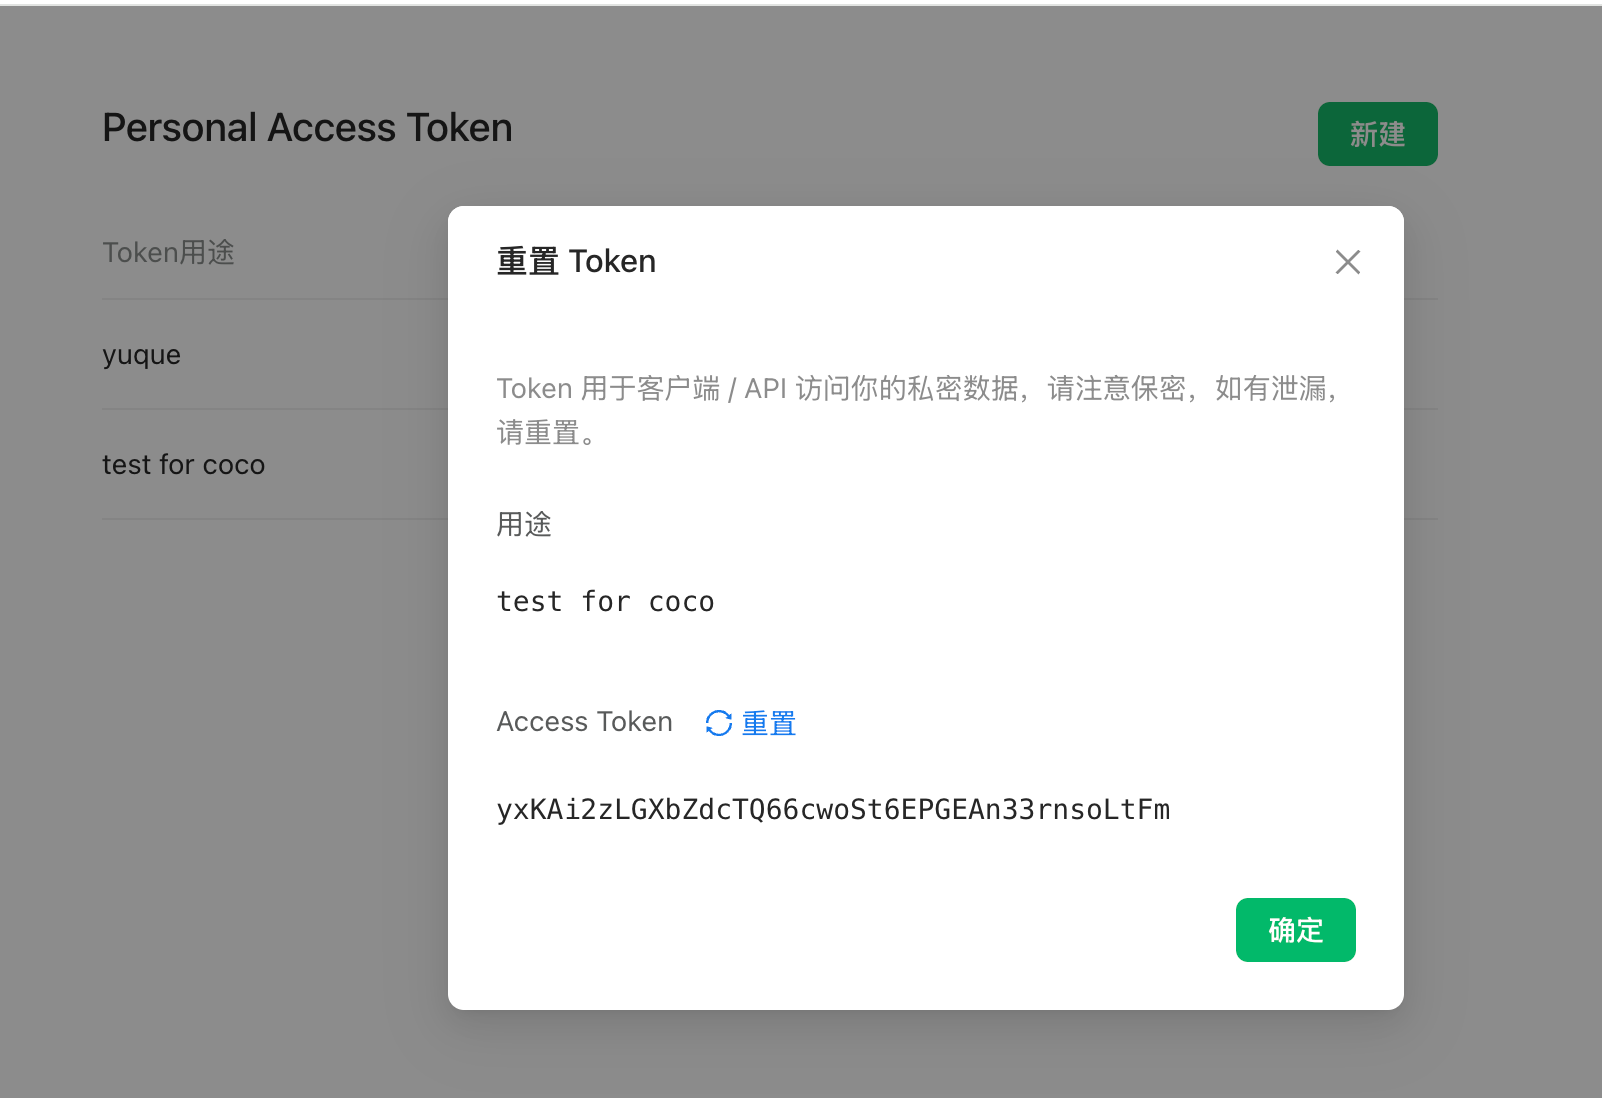 Personal Access Token
新建
Token用途
yuque
test for coco
重置 Token
Token 用于客户端 / API 访问你的私密数据，请注意保密，如有泄漏，
请重置。
用途
test for coco
Access Token 重置
yxKAi2zLGXbZdcTQ66cwoSt6EPGEAn33rnsoLtFm
确定